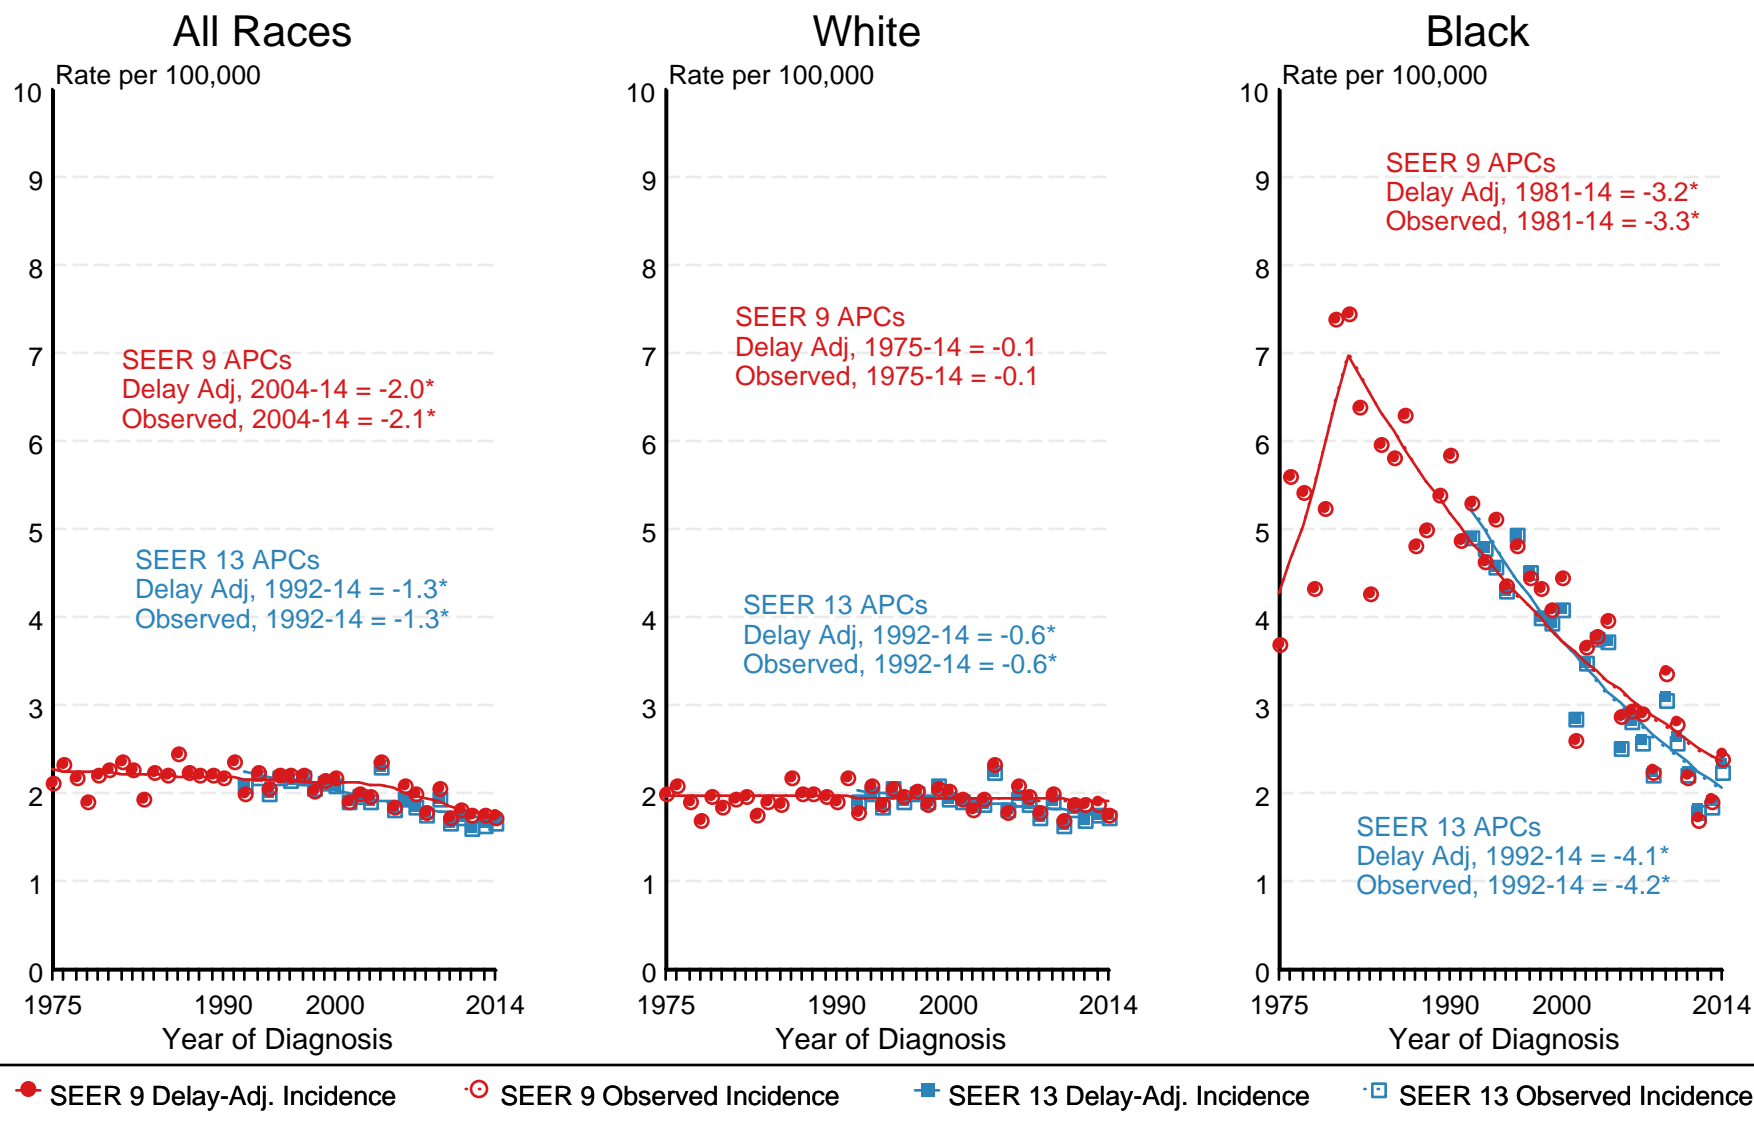 All Races
Rate per 100,000
10
9
8
7
6
5
4
3
2
1
0
SEER 9 APCs
Delay Adj, 2004-14 = -2.0*
Observed, 2004-14 = -2.1*
SEER 13 APCs
Delay Adj, 1992-14 = -1.3*
Observed, 1992-14 = -1.3*
1975 1990 2000 2014
Year of Diagnosis
White
Rate per 100,000
10
9
8
7
6
5
4
3
2
1
0
SEER 9 APCs
Delay Adj, 1975-14 = -0.1
Observed, 1975-14 = -0.1
SEER 13 APCs
Delay Adj, 1992-14 = -0.6*
Observed, 1992-14 = -0.6*
1975 1990 2000 2014
Year of Diagnosis
Black
Rate per 100,000
10
9
8
7
6
5
4
3
2
1
0
SEER 9 APCs
Delay Adj, 1981-14 = -3.2*
Observed, 1981-14 = -3.3*
SEER 13 APCs
Delay Adj, 1992-14 = -4.1*
Observed, 1992-14 = -4.2*
1975 1990 2000 2014
Year of Diagnosis
SEER 9 Delay-Adj. Incidence SEER 9 Observed Incidence SEER 13 Delay-Adj. Incidence SEER 13 Observed Incidence